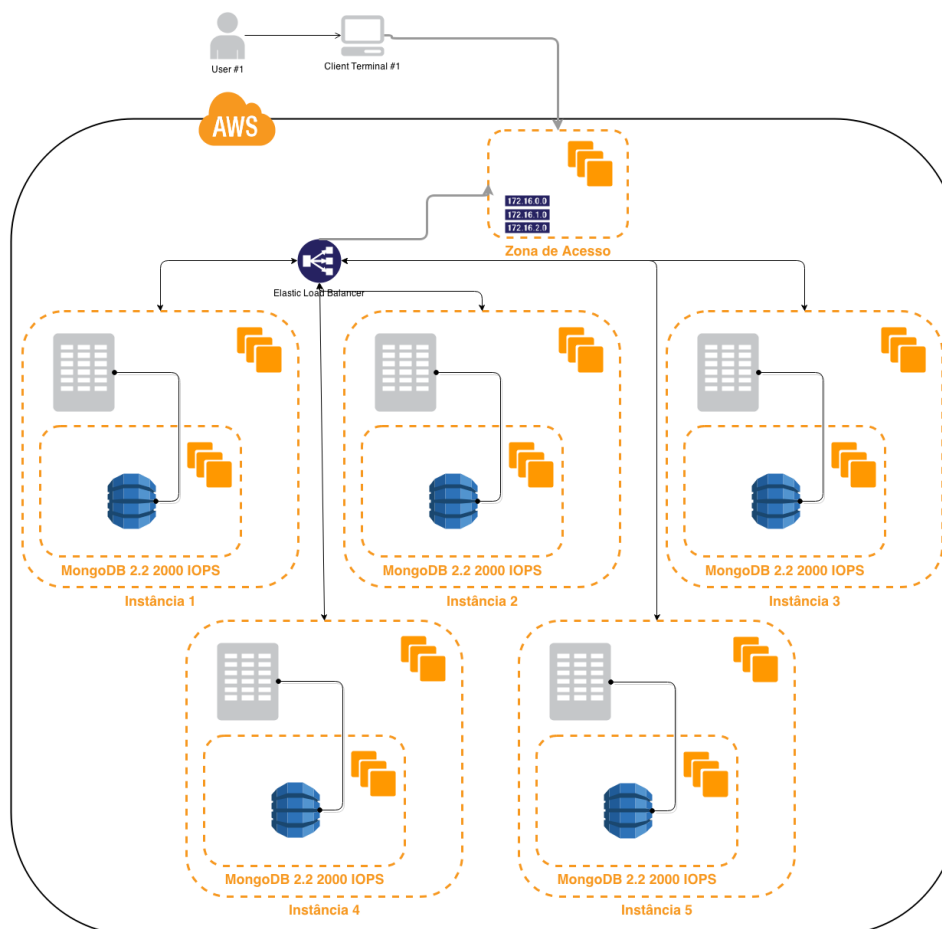 User #1
Client Terminal #1
AWS
172.16.0.0
172.16.1.0
172.16.2.0
Zona de Acesso
Elastic Load Balancer
MongoDB 2.2 2000 IOPS
Instância 1
MongoDB 2.2 2000 IOPS
Instância 2
MongoDB 2.2 2000 IOPS
Instância 3
MongoDB 2.2 2000 IOPS
Instância 4
MongoDB 2.2 2000 IOPS
Instância 5